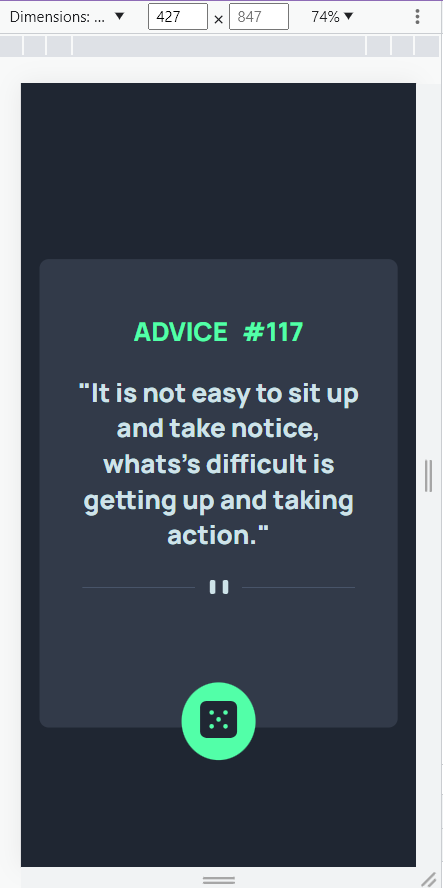 Dimensions: ... ▼ 427 × 847 74% ▼
ADVICE #117
"It is not easy to sit up
and take notice,
whats's difficult is
getting up and taking
action."